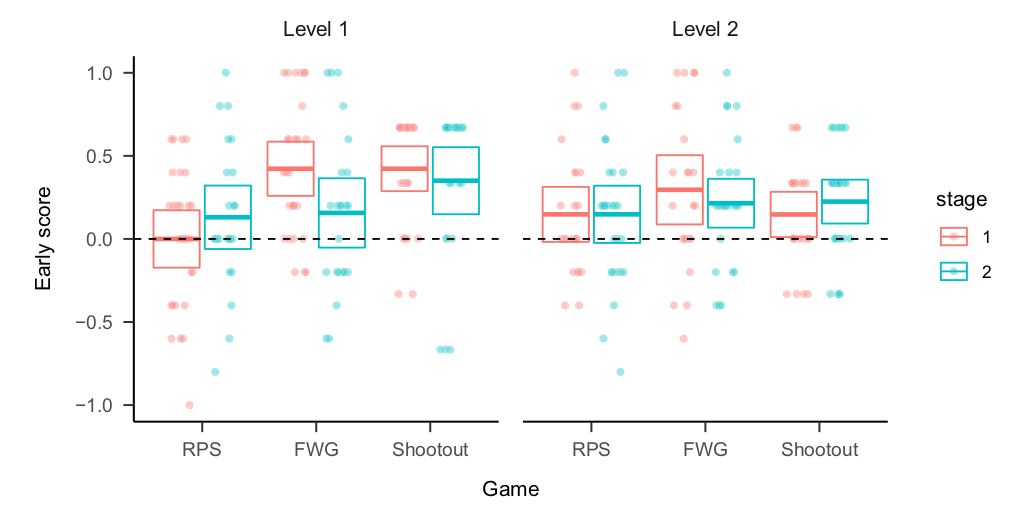 Level 1 Level 2
1.0
0.5
0.0
−0.5
−1.0
Early score
RPS FWG Shootout RPS FWG Shootout
Game
stage
1
2